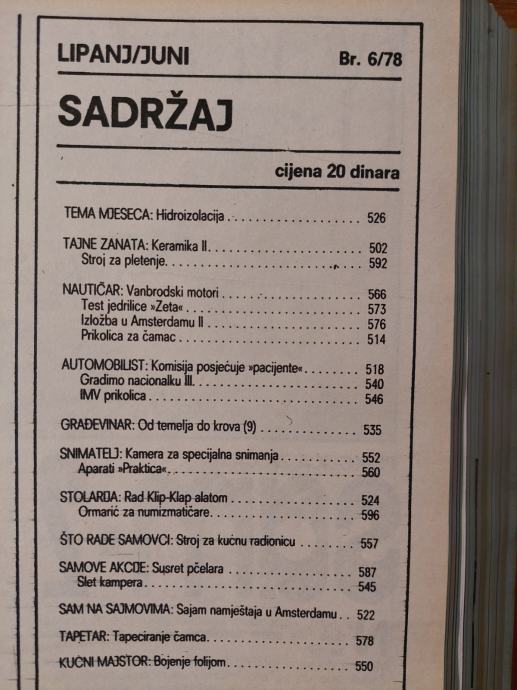 LIPANJ/JUNI Br. 6/78
SADRŽAJ
cijena 20 dinara
TEMA MJESECA: Hidroizolacija . . . . . . . . . . . . . . . . . 526
TAJNE ZANATA: Keramika II. . . . . . . . . . . . . . . . . . . 502
Stroj za pletenje. . . . . . . . . . . . . . . . . . . . . . . . 592
NAUTIČAR: Vanbrodski motori . . . . . . . . . . . . . . . . . 566
Test jedrilice »Zeta«. . . . . . . . . . . . . . . . . . . . . . 573
Izložba u Amsterdamu II . . . . . . . . . . . . . . . . . . . . 576
Prikolica za čamac. . . . . . . . . . . . . . . . . . . . . . . 514
AUTOMOBILIST: Komisija posjećuje »pacijente«. . . . . . . . 518
Gradimo nacionalku III. . . . . . . . . . . . . . . . . . . . . 540
IMV prikolica . . . . . . . . . . . . . . . . . . . . . . . . . 546
GRAĐEVINAR: Od temelja do krova (9) . . . . . . . . . . . . . 535
SNIMATELJ: Kamera za specijalna snimanja. . . . . . . . . . . 552
Aparati »Praktica«. . . . . . . . . . . . . . . . . . . . . . . 560
STOLARIJA: Rad Klip-Klap alatom . . . . . . . . . . . . . . . 524
Ormarić za numizmatičare. . . . . . . . . . . . . . . . . . . 596
ŠTO RADE SAMOVCI: Stroj za kućnu radionicu . . . . . . . . 557
SAMOVE AKCIJE: Susret pčelara . . . . . . . . . . . . . . . . 587
Slet kampera. . . . . . . . . . . . . . . . . . . . . . . . . . 545
SAM NA SAJMOVIMA: Sajam namještaja u Amsterdamu . . 522
TAPETAR: Tapeciranje čamca. . . . . . . . . . . . . . . . . . 578
KUĆNI MAJSTOR: Bojenje folijom. . . . . . . . . . . . . . . . 550